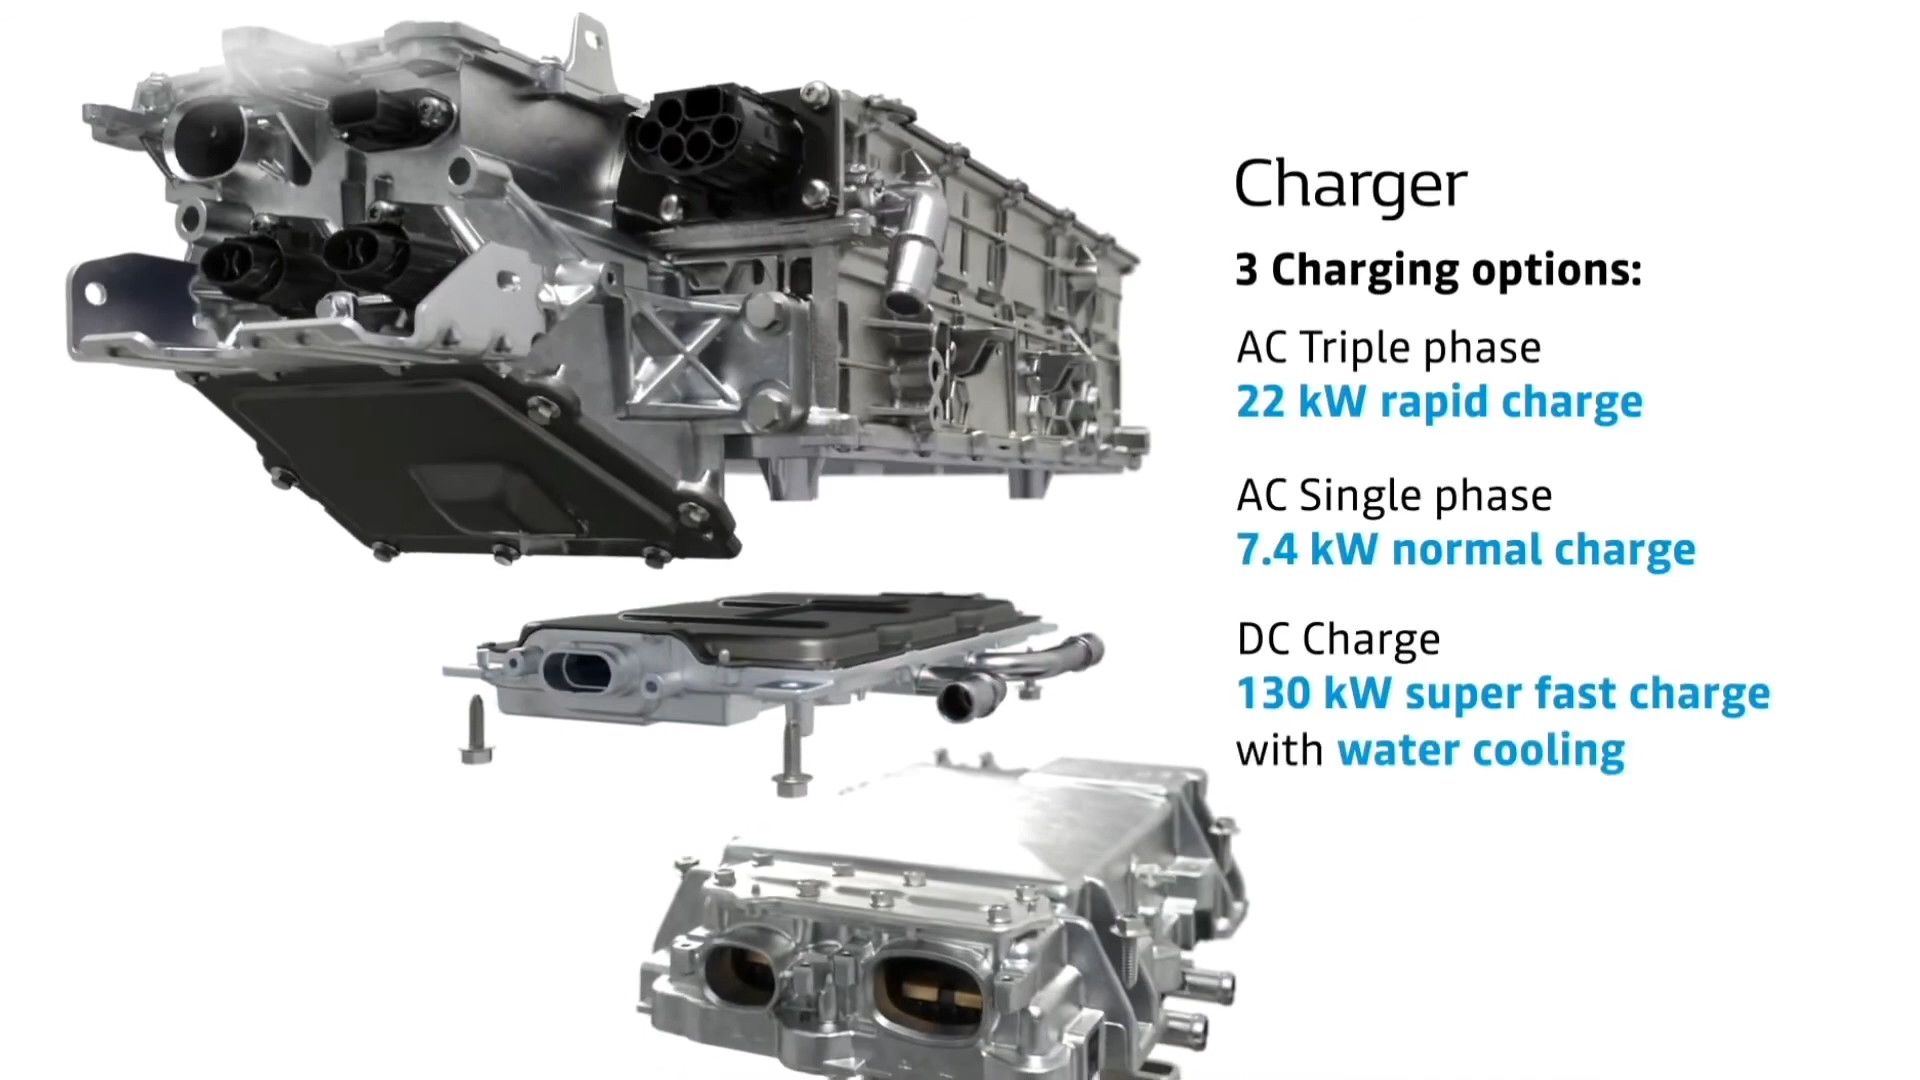 Charger
3 Charging options:
AC Triple phase
22 kW rapid charge
AC Single phase
7.4 kW normal charge
DC Charge
130 kW super fast charge
with water cooling